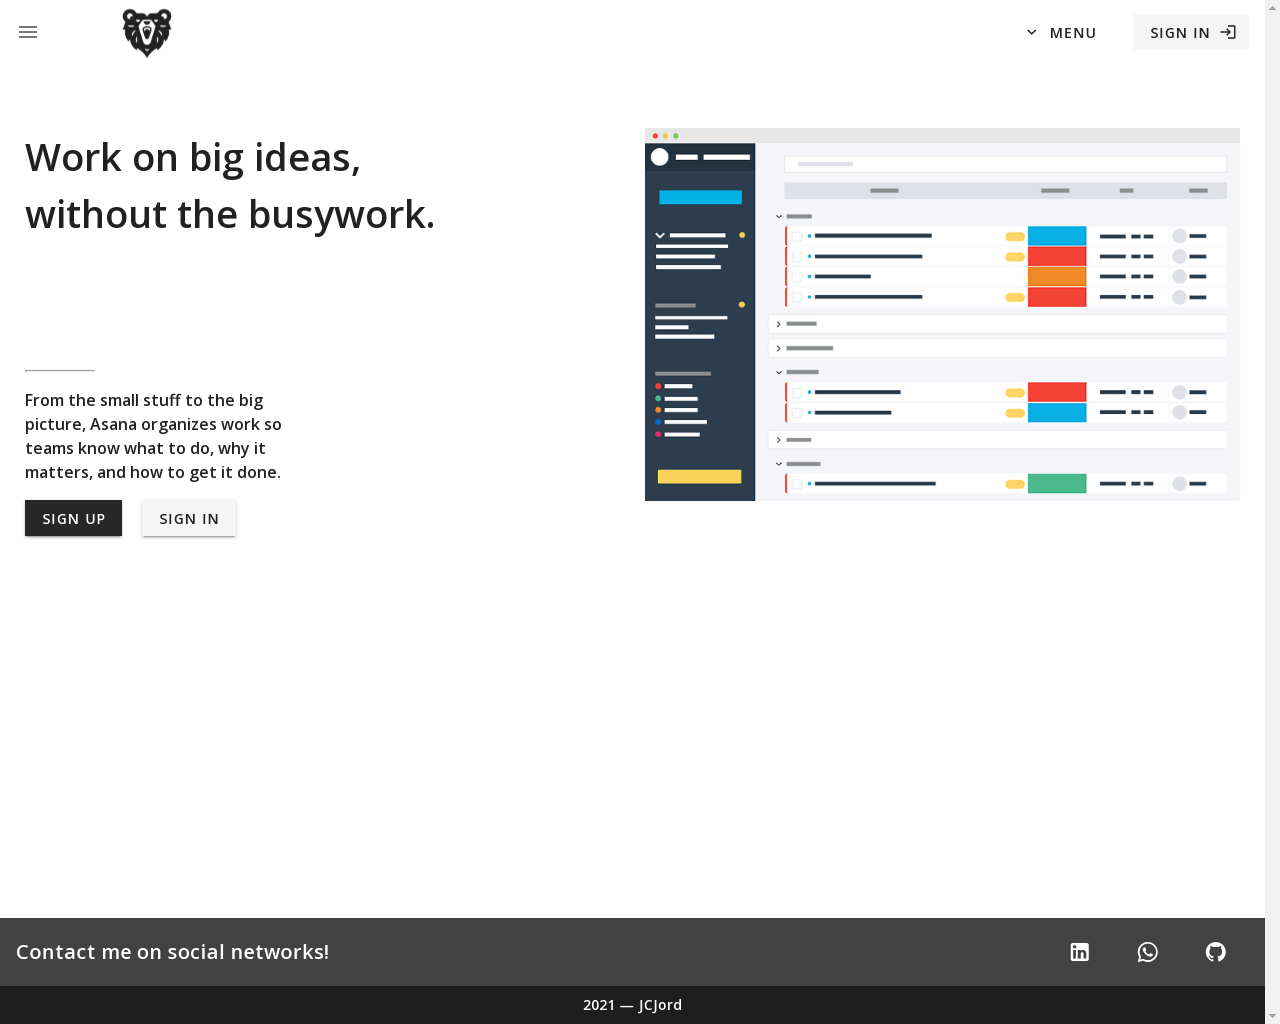 MENU
SIGN IN
Work on big ideas,
without the busywork.
From the small stuff to the big
picture, Asana organizes work so
teams know what to do, why it
matters, and how to get it done.
SIGN UP
SIGN IN
Contact me on social networks!
2021 — JCJord